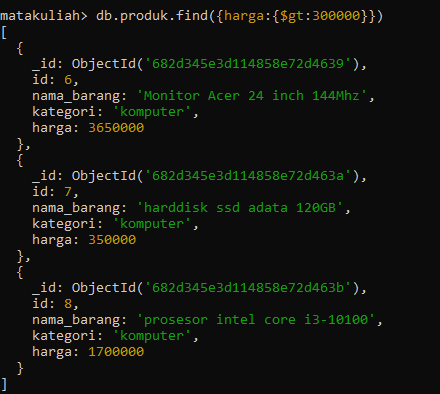 matakuliah> db.produk.find({harga:{$gt:300000}})
[
  {
    _id: ObjectId('682d345e3d114858e72d4639'),
    id: 6,
    nama_barang: 'Monitor Acer 24 inch 144Mhz',
    kategori: 'komputer',
    harga: 3650000
  },
  {
    _id: ObjectId('682d345e3d114858e72d463a'),
    id: 7,
    nama_barang: 'harddisk ssd adata 120GB',
    kategori: 'komputer',
    harga: 350000
  },
  {
    _id: ObjectId('682d345e3d114858e72d463b'),
    id: 8,
    nama_barang: 'prosesor intel core i3-10100',
    kategori: 'komputer',
    harga: 1700000
  }
]